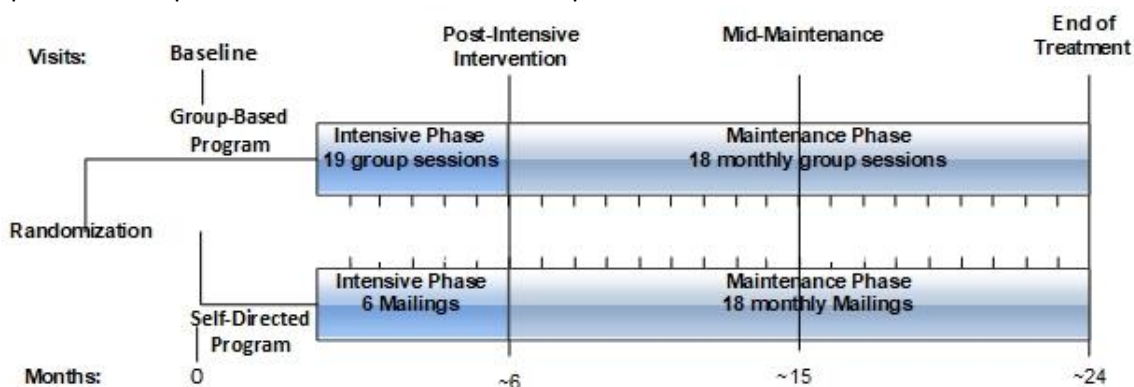 Visits:
Baseline
Post-Intensive
Intervention
Mid-Maintenance
End of
Treatment
Group-Based
Program
Intensive Phase
19 group sessions
Maintenance Phase
18 monthly group sessions
Randomization
Intensive Phase
6 Mailings
Maintenance Phase
18 monthly Mailings
Self-Directed
Program
Months:
0
~6
~15
~24